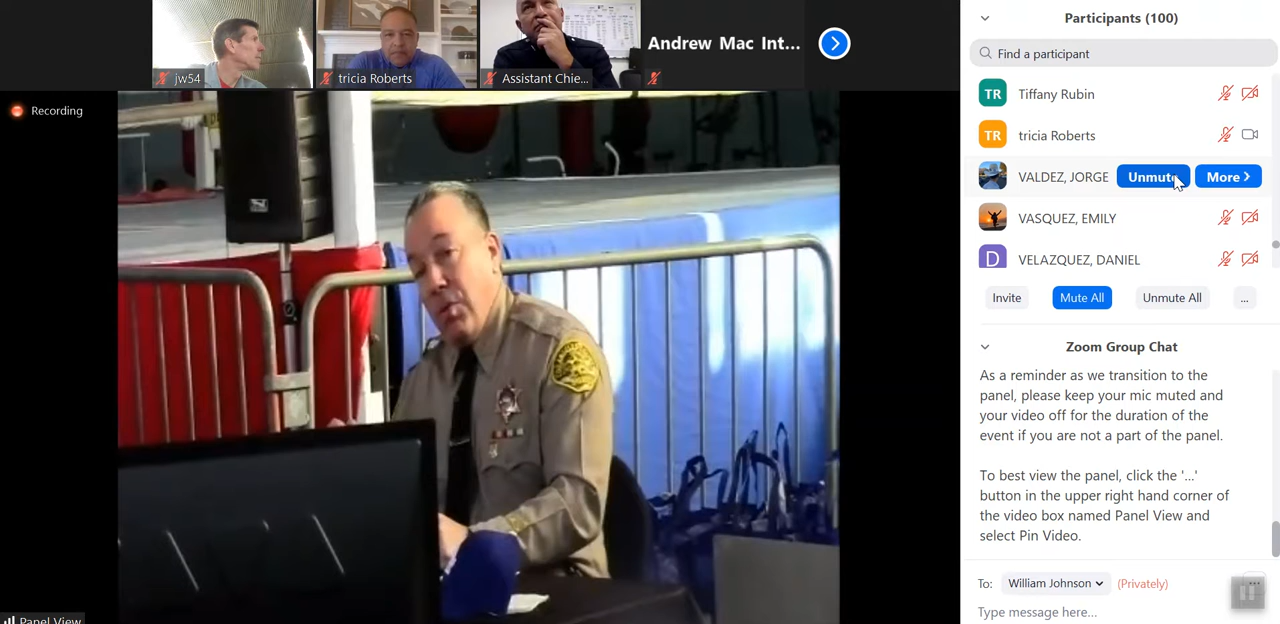 Participants (100)
Andrew Mac Int...
Find a participant
jw54
tricia Roberts
Assistant Chie...
TR
Tiffany Rubin
Recording
TR
tricia Roberts
VALDEZ, JORGE
Unmute
More
VASQUEZ, EMILY
D
VELAZQUEZ, DANIEL
Invite
Mute All
Unmute All
...
Zoom Group Chat
As a reminder as we transition to the
panel, please keep your mic muted and
your video off for the duration of the
event if you are not a part of the panel.
To best view the panel, click the '...'
button in the upper right hand corner of
the video box named Panel View and
select Pin Video.
To:
William Johnson
(Privately)
Type message here...
Panel View